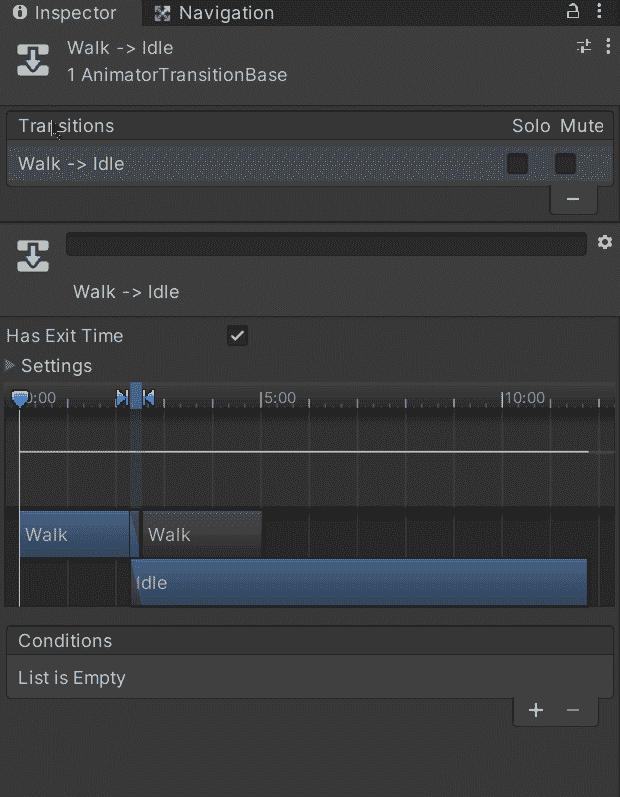 Inspector Navigation
Walk -> Idle
1 AnimatorTransitionBase
Transitions Solo Mute
Walk -> Idle
Walk -> Idle
Has Exit Time
Settings
0:00 5:00 10:00
Walk Walk
Idle
Conditions
List is Empty